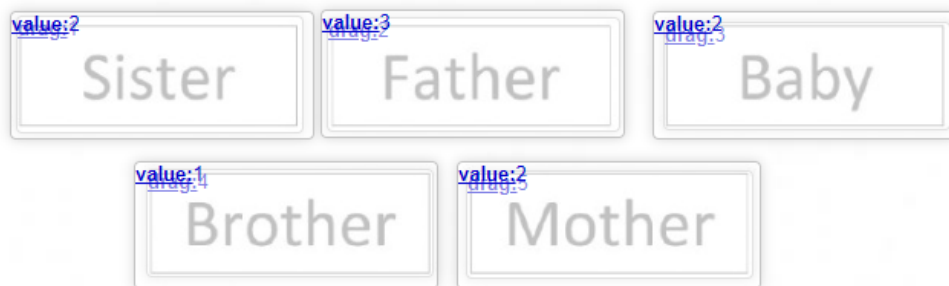 value:2 value:3 value:2
drag:1 drag:2 drag:3
Sister Father Baby
value:1 value:2
drag:4 drag:5
Brother Mother